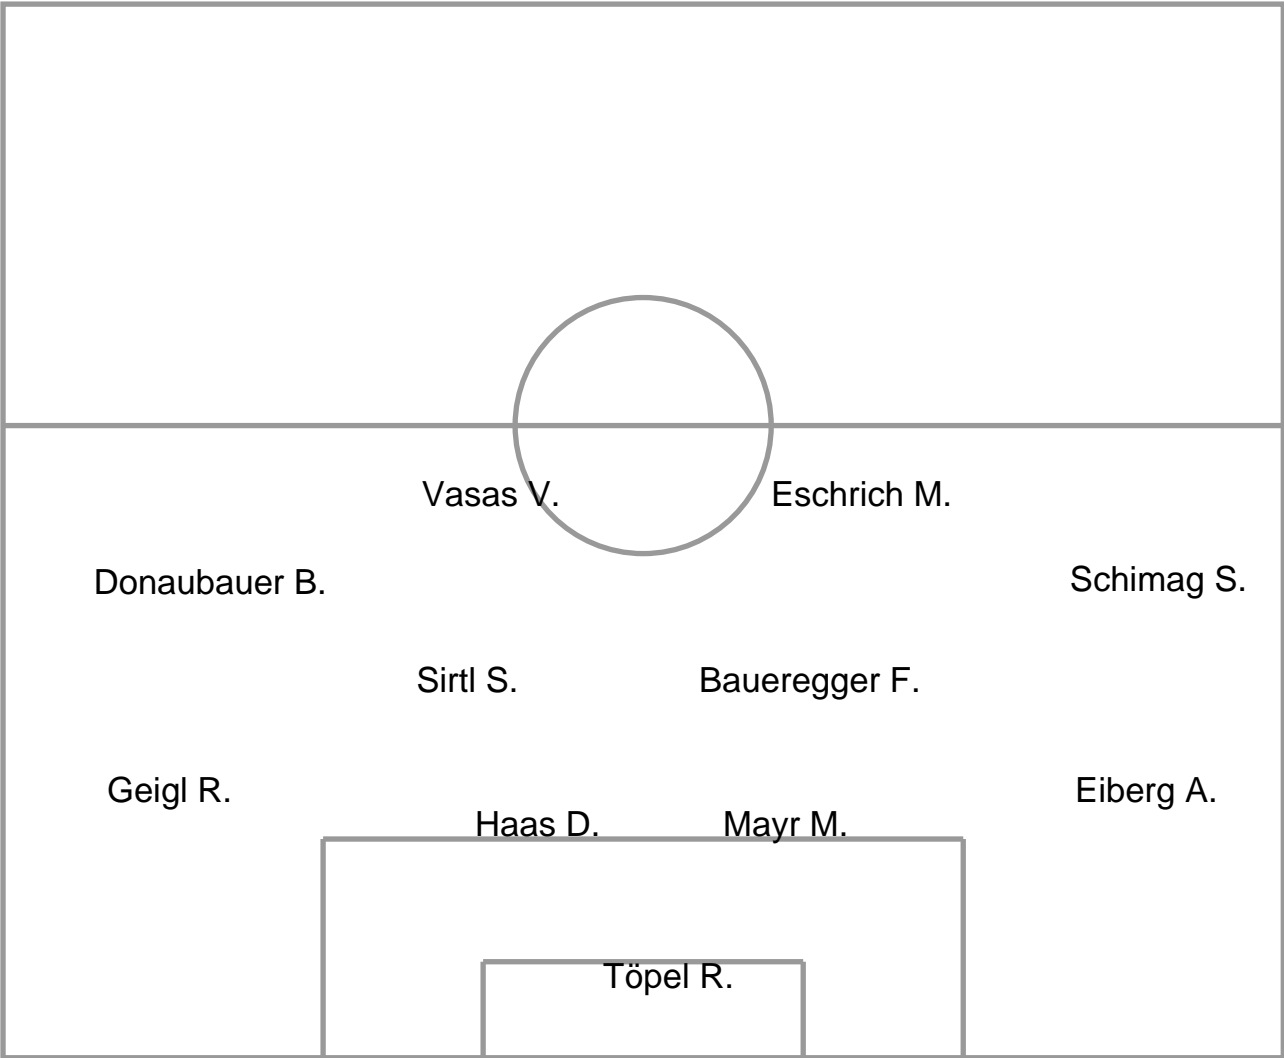 Vasas V.
Eschrich M.
Donaubauer B.
Schimag S.
Sirtl S.
Baueregger F.
Geigl R.
Eiberg A.
Haas D.
Mayr M.
Töpel R.